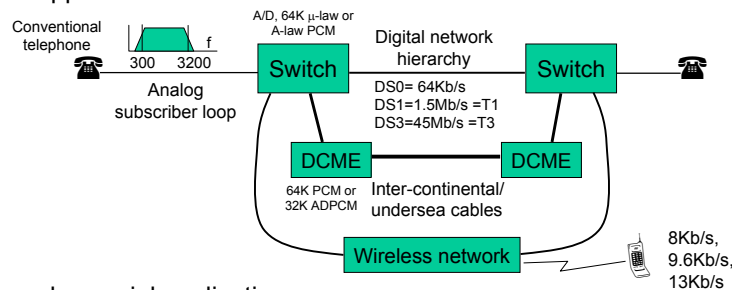 A/D, 64K μ-law or
A-law PCM
Conventional
telephone
f
300 3200
Analog
subscriber loop
Switch
Digital network
hierarchy
DS0= 64Kb/s
DS1=1.5Mb/s =T1
DS3=45Mb/s =T3
Switch
DCME
DCME
64K PCM or
32K ADPCM
Inter-continental/
undersea cables
Wireless network
8Kb/s,
9.6Kb/s,
13Kb/s